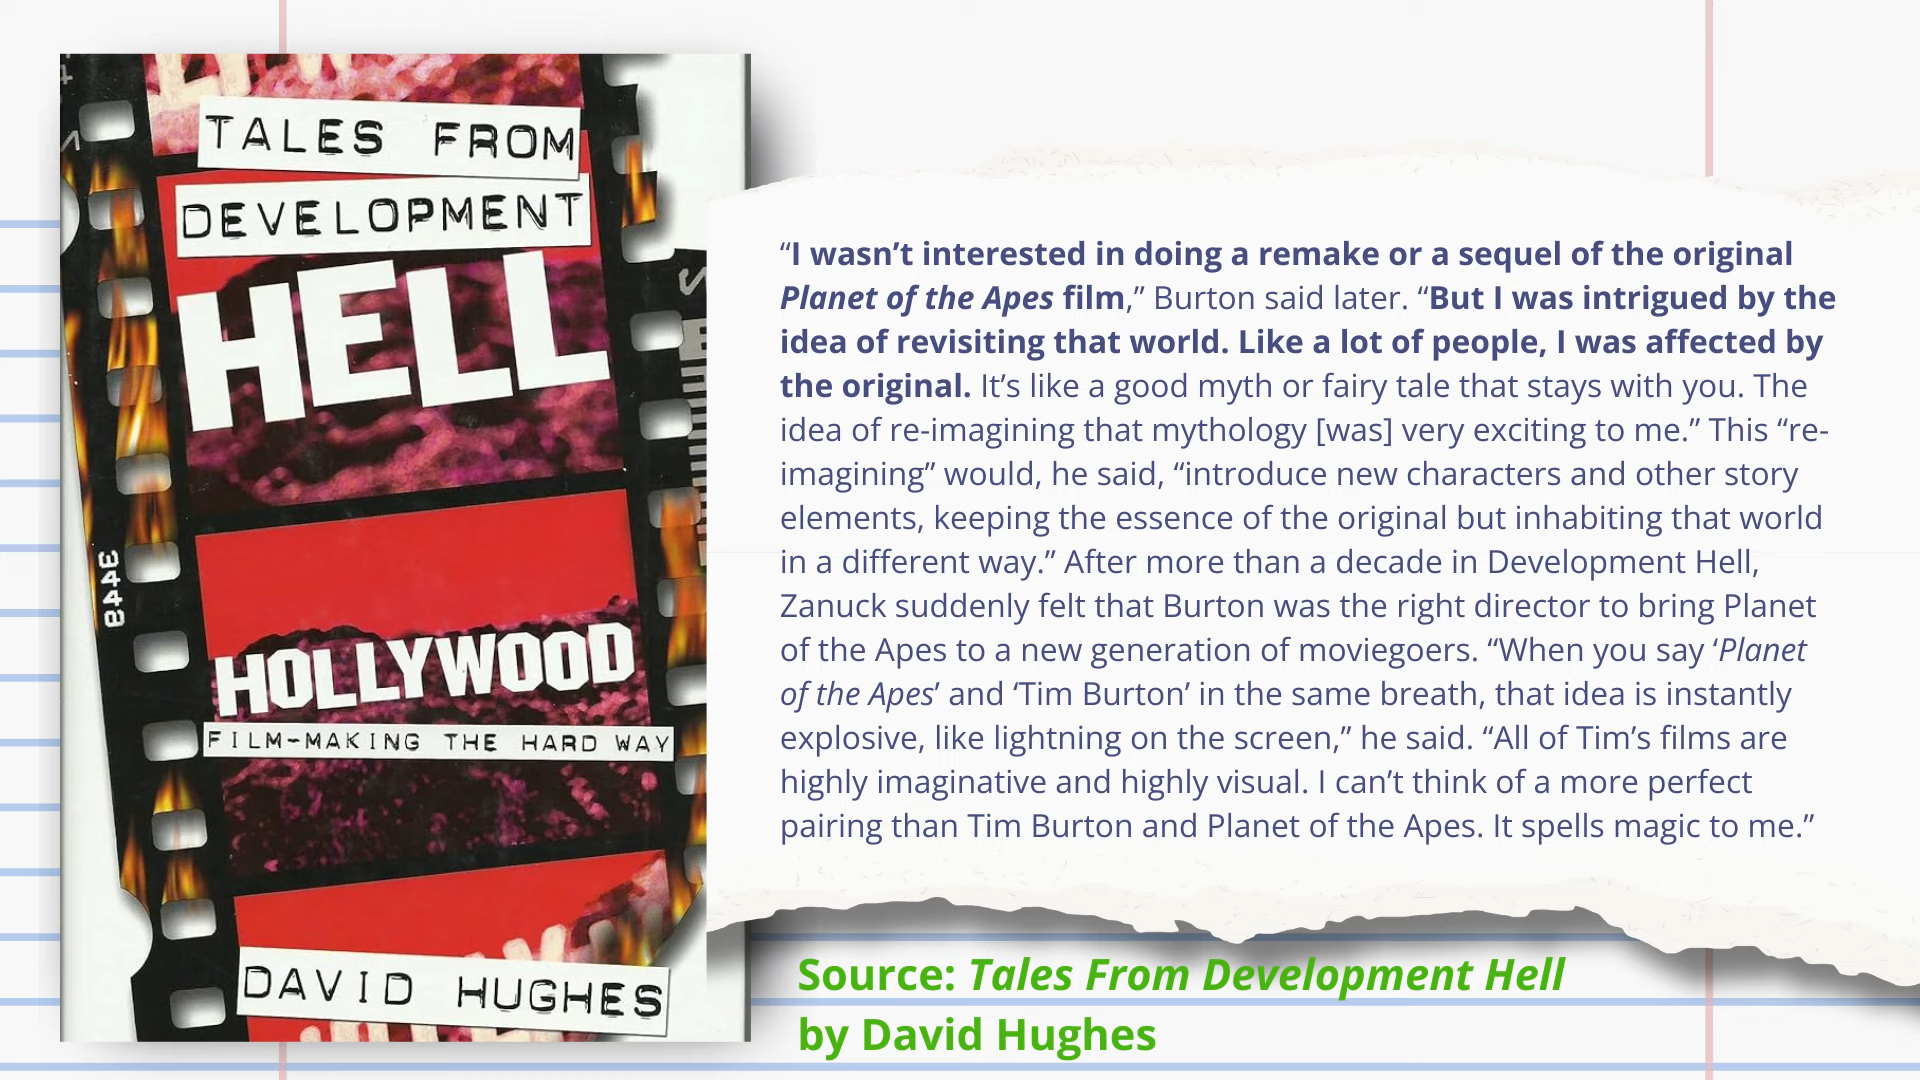 TALES FROM
DEVELOPMENT
HELL
HOLLYWOOD
FILM-MAKING THE HARD WAY
DAVID HUGHES
3449
“I wasn’t interested in doing a remake or a sequel of the original
Planet of the Apes film,” Burton said later. “But I was intrigued by the
idea of revisiting that world. Like a lot of people, I was affected by
the original. It’s like a good myth or fairy tale that stays with you. The
idea of re-imagining that mythology [was] very exciting to me.” This “re-
imagining” would, he said, “introduce new characters and other story
elements, keeping the essence of the original but inhabiting that world
in a different way.” After more than a decade in Development Hell,
Zanuck suddenly felt that Burton was the right director to bring Planet
of the Apes to a new generation of moviegoers. “When you say ‘Planet
of the Apes’ and ‘Tim Burton’ in the same breath, that idea is instantly
explosive, like lightning on the screen,” he said. “All of Tim’s films are
highly imaginative and highly visual. I can’t think of a more perfect
pairing than Tim Burton and Planet of the Apes. It spells magic to me.”
Source: Tales From Development Hell
by David Hughes